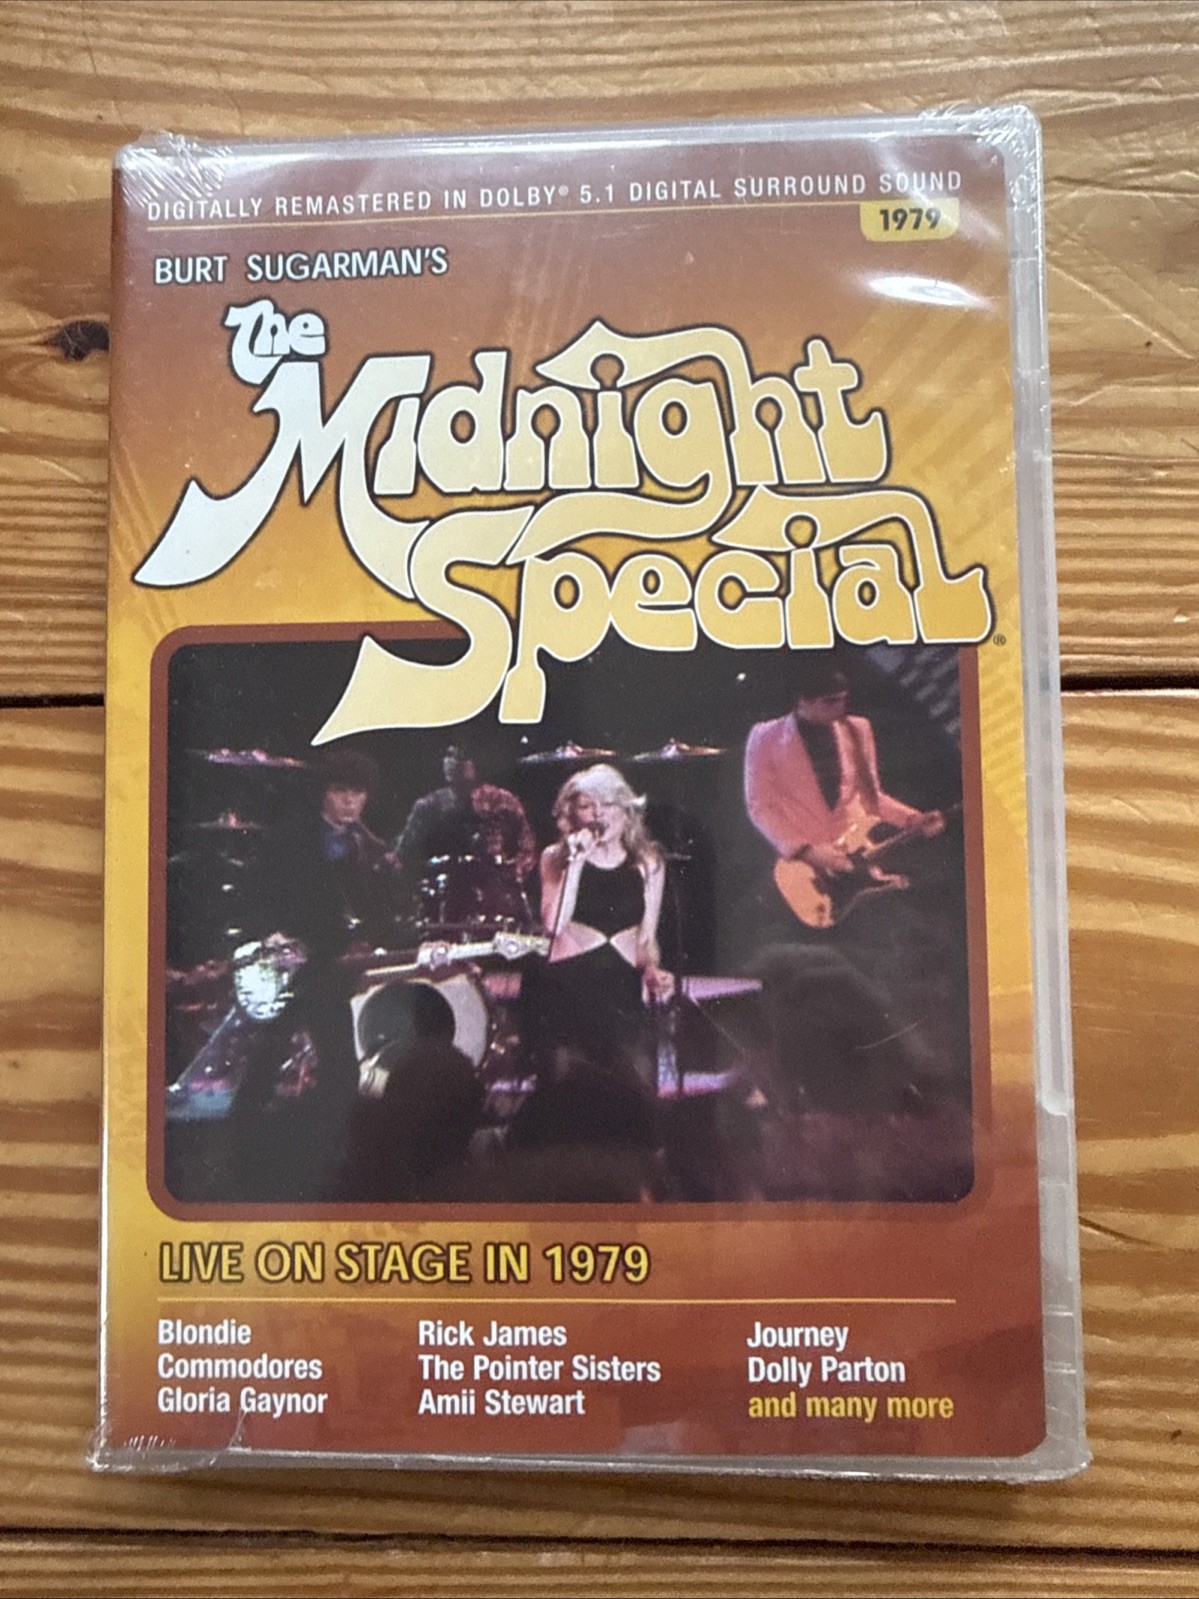 DIGITALLY REMASTERED IN DOLBY® 5.1 DIGITAL SURROUND SOUND
1979
BURT SUGARMAN'S
The
Midnight
Special®
LIVE ON STAGE IN 1979
Blondie
Commodores
Gloria Gaynor
Rick James
The Pointer Sisters
Amii Stewart
Journey
Dolly Parton
and many more